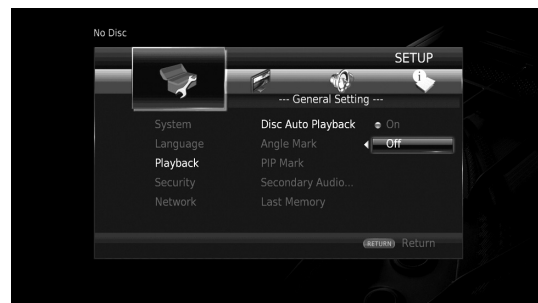 No Disc
SETUP
--- General Setting ---
System
Language
Playback
Security
Network
Disc Auto Playback
Angle Mark
PIP Mark
Secondary Audio...
Last Memory
On
Off
RETURN Return